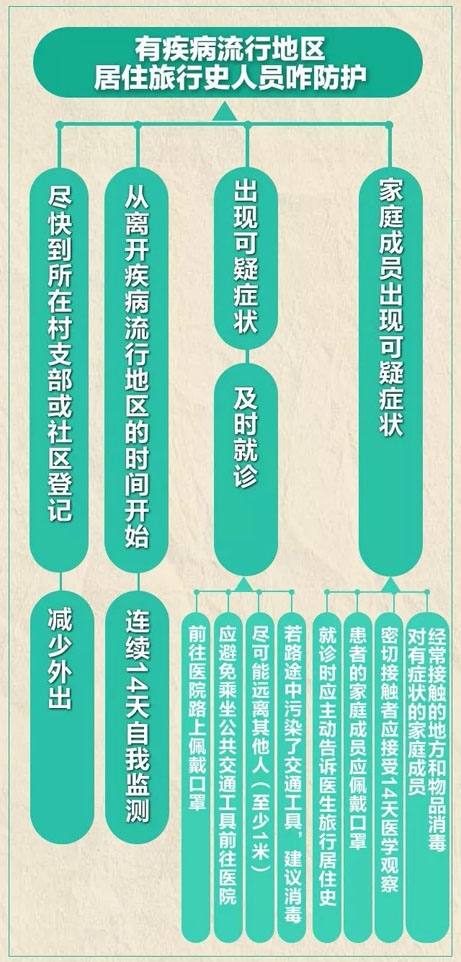 有疾病流行地区
居住旅行史人员咋防护
尽快到所在村支部或社区登记
减少外出
从离开疾病流行地区的时间开始
连续14天自我监测
出现可疑症状
及时就诊
前往医院路上佩戴口罩
应避免乘坐公共交通工具前往医院
尽可能远离其他人(至少1米)
若路途中污染了交通工具,建议消毒
家庭成员出现可疑症状
就诊时应主动告诉医生旅行居住史
患者的家庭成员应佩戴口罩
密切接触者应接受14天医学观察
对有症状的家庭成员
经常接触的地方和物品消毒